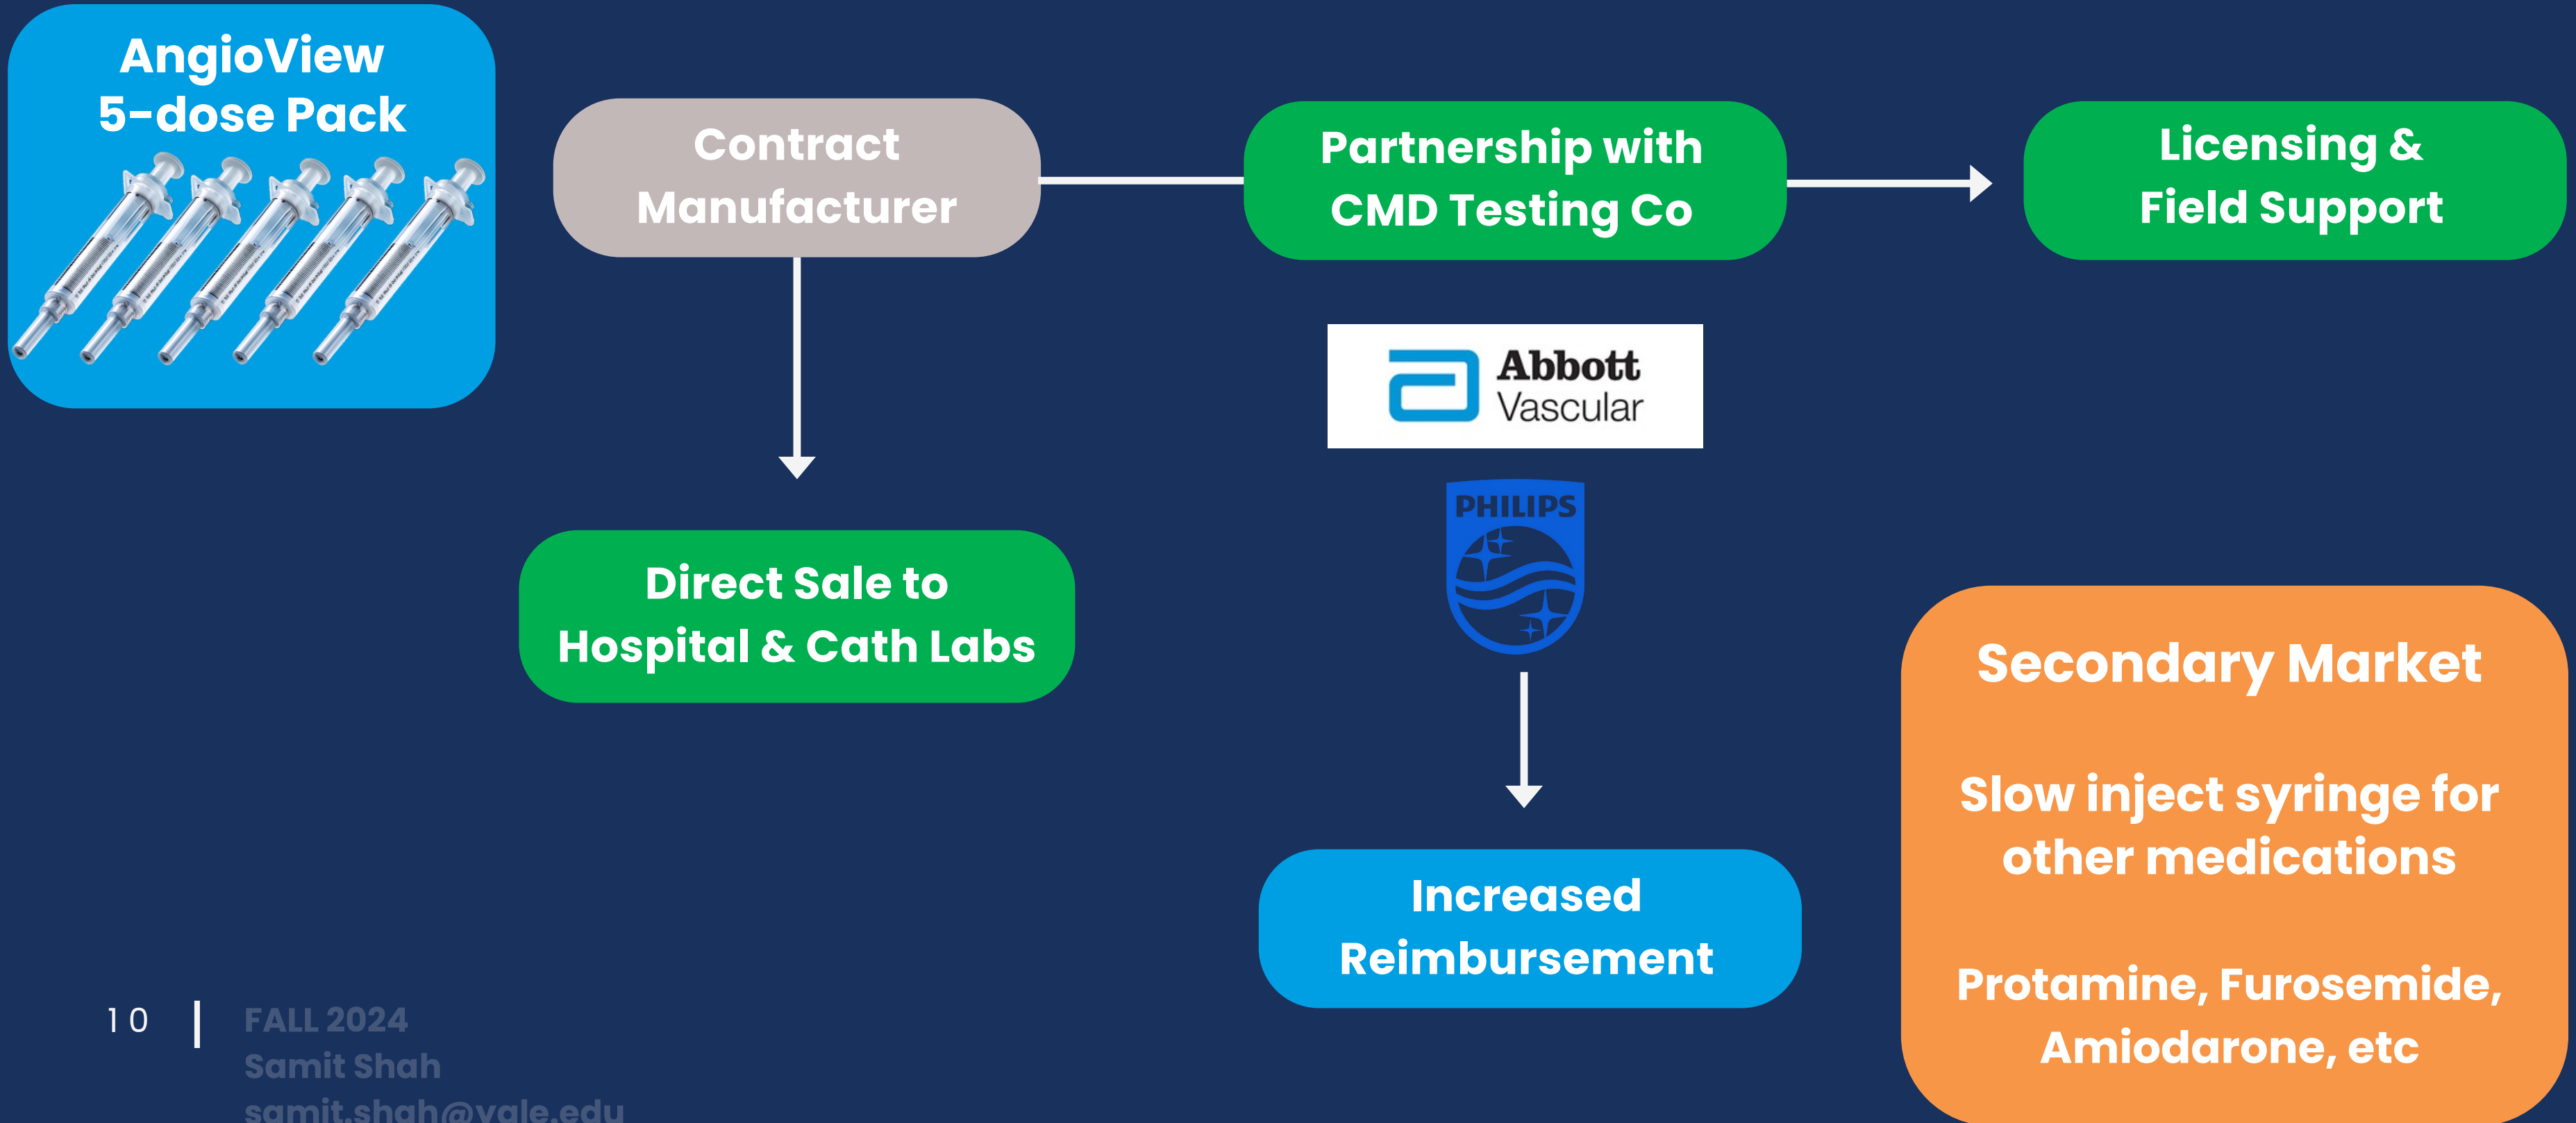 AngioView
5-dose Pack
Contract
Manufacturer
Partnership with
CMD Testing Co
Licensing &
Field Support
Abbott
Vascular
PHILIPS
Direct Sale to
Hospital & Cath Labs
Increased
Reimbursement
Secondary Market
Slow inject syringe for
other medications
Protamine, Furosemide,
Amiodarone, etc
10
FALL 2024
Samit Shah
samit.shah@yale.edu